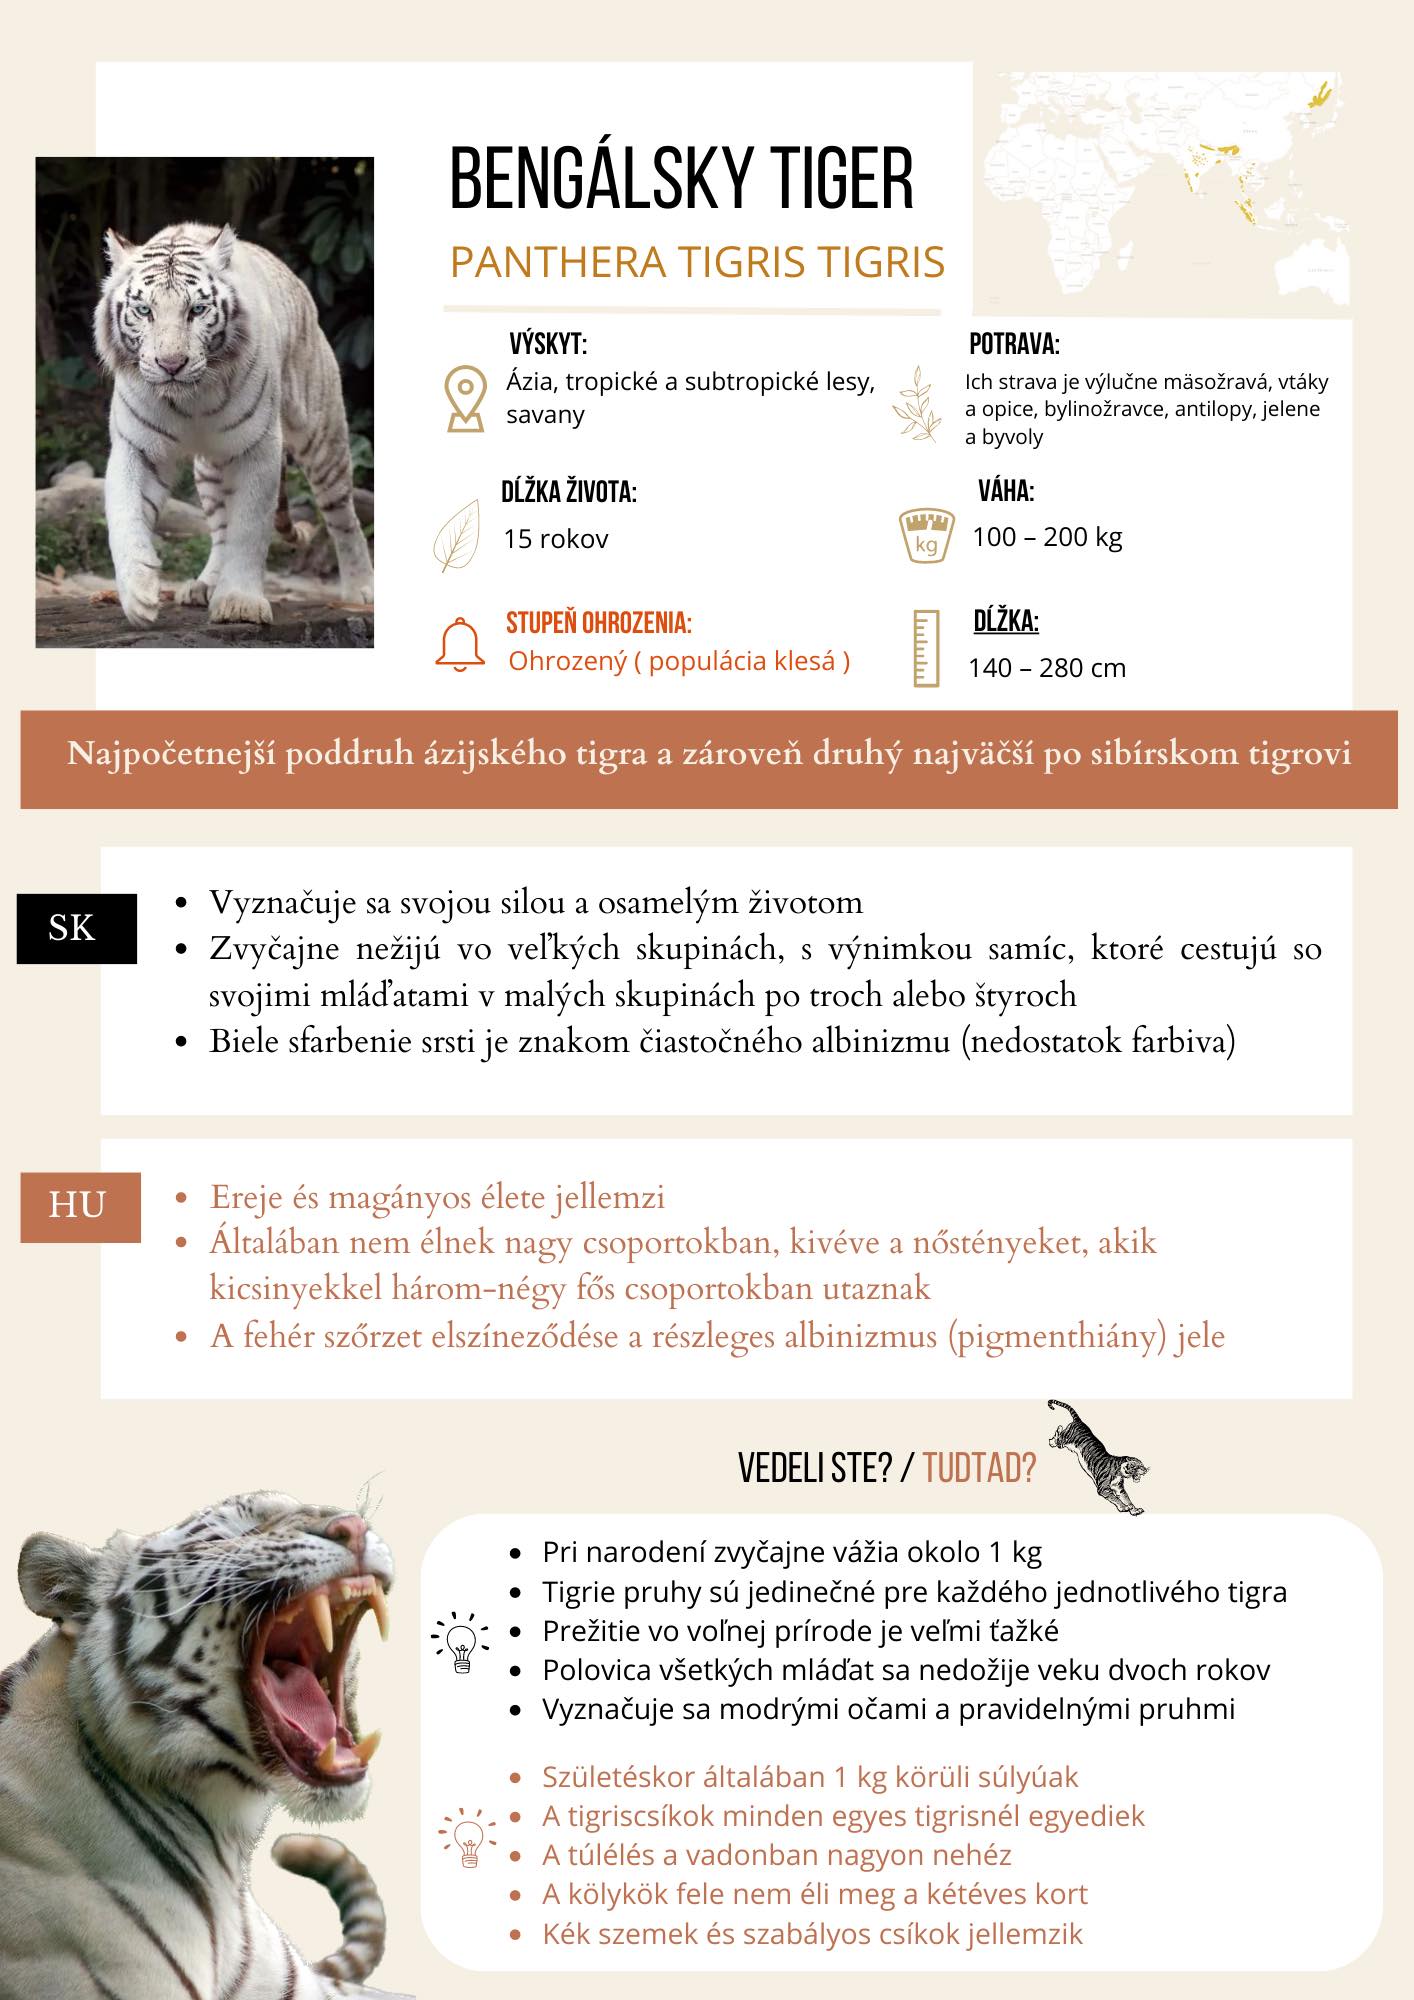 BENGÁLSKY TIGER
PANTHERA TIGRIS TIGRIS
VÝSKYT:
Ázia, tropické a subtropické lesy,
savany
POTRAVA:
Ich strava je výlučne mäsožravá, vtáky
a opice, bylinožravce, antilopy, jelene
a byvoly
DĹŽKA ŽIVOTA:
15 rokov
VÁHA:
kg
100 – 200 kg
STUPEŇ OHROZENIA:
Ohrozený ( populácia klesá )
DĹŽKA:
140 – 280 cm
Najpočetnejší poddruh ázijského tigra a zároveň druhý najväčší po sibírskom tigrovi
SK
• Vyznačuje sa svojou silou a osamelým životom
• Zvyčajne nežijú vo veľkých skupinách, s výnimkou samíc, ktoré cestujú so
svojimi mláďatami v malých skupinách po troch alebo štyroch
• Biele sfarbenie srsti je znakom čiastočného albinizmu (nedostatok farbiva)
HU
• Ereje és magányos élete jellemzi
• Általában nem élnek nagy csoportokban, kivéve a nőstényeket, akik
kicsinyekkel három-négy fős csoportokban utaznak
• A fehér szőrzet elszíneződése a részleges albinizmus (pigmenthiány) jele
VEDELI STE? / TUDTAD?
• Pri narodení zvyčajne vážia okolo 1 kg
• Tigrie pruhy sú jedinečné pre každého jednotlivého tigra
• Prežitie vo voľnej prírode je veľmi ťažké
• Polovica všetkých mláďat sa nedožije veku dvoch rokov
• Vyznačuje sa modrými očami a pravidelnými pruhmi
• Születéskor általában 1 kg körüli súlyúak
• A tigriscsíkok minden egyes tigrisnél egyediek
• A túlélés a vadonban nagyon nehéz
• A kölykök fele nem éli meg a kétéves kort
• Kék szemek és szabályos csíkok jellemzik